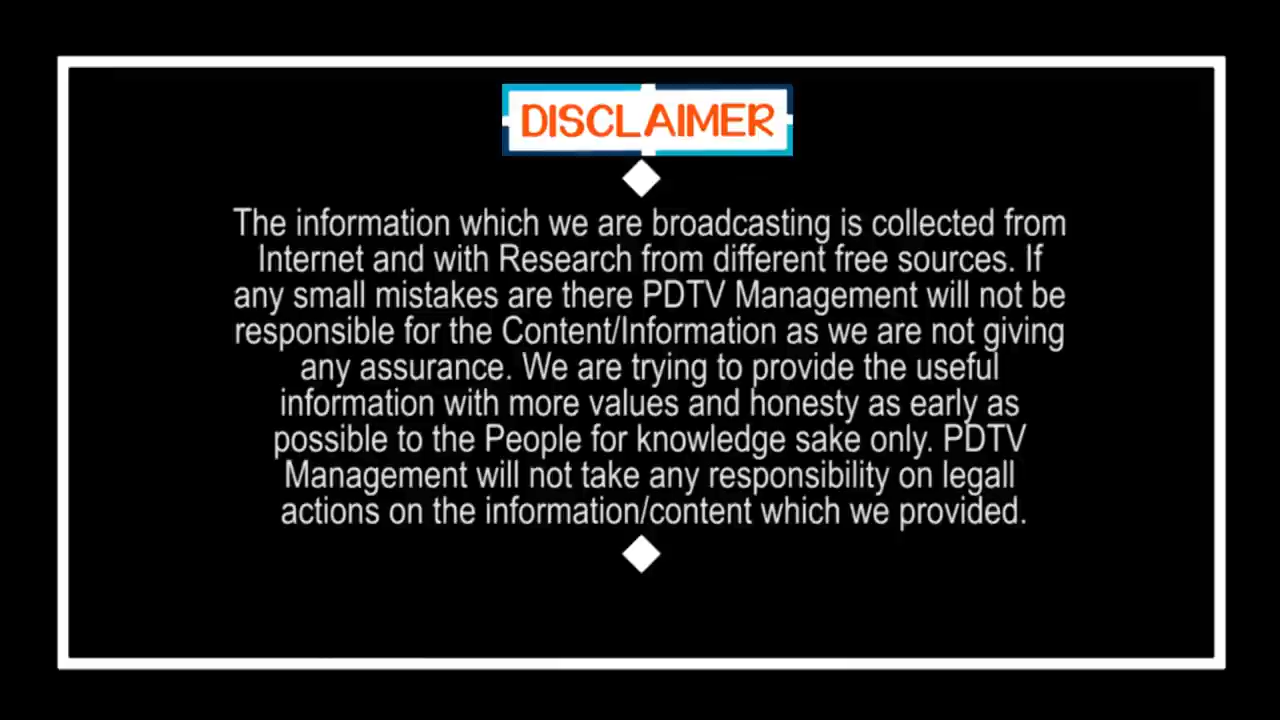 DISCLAIMER
The information which we are broadcasting is collected from
Internet and with Research from different free sources. If
any small mistakes are there PDTV Management will not be
responsible for the Content/Information as we are not giving
any assurance. We are trying to provide the useful
information with more values and honesty as early as
possible to the People for knowledge sake only. PDTV
Management will not take any responsibility on legall
actions on the information/content which we provided.